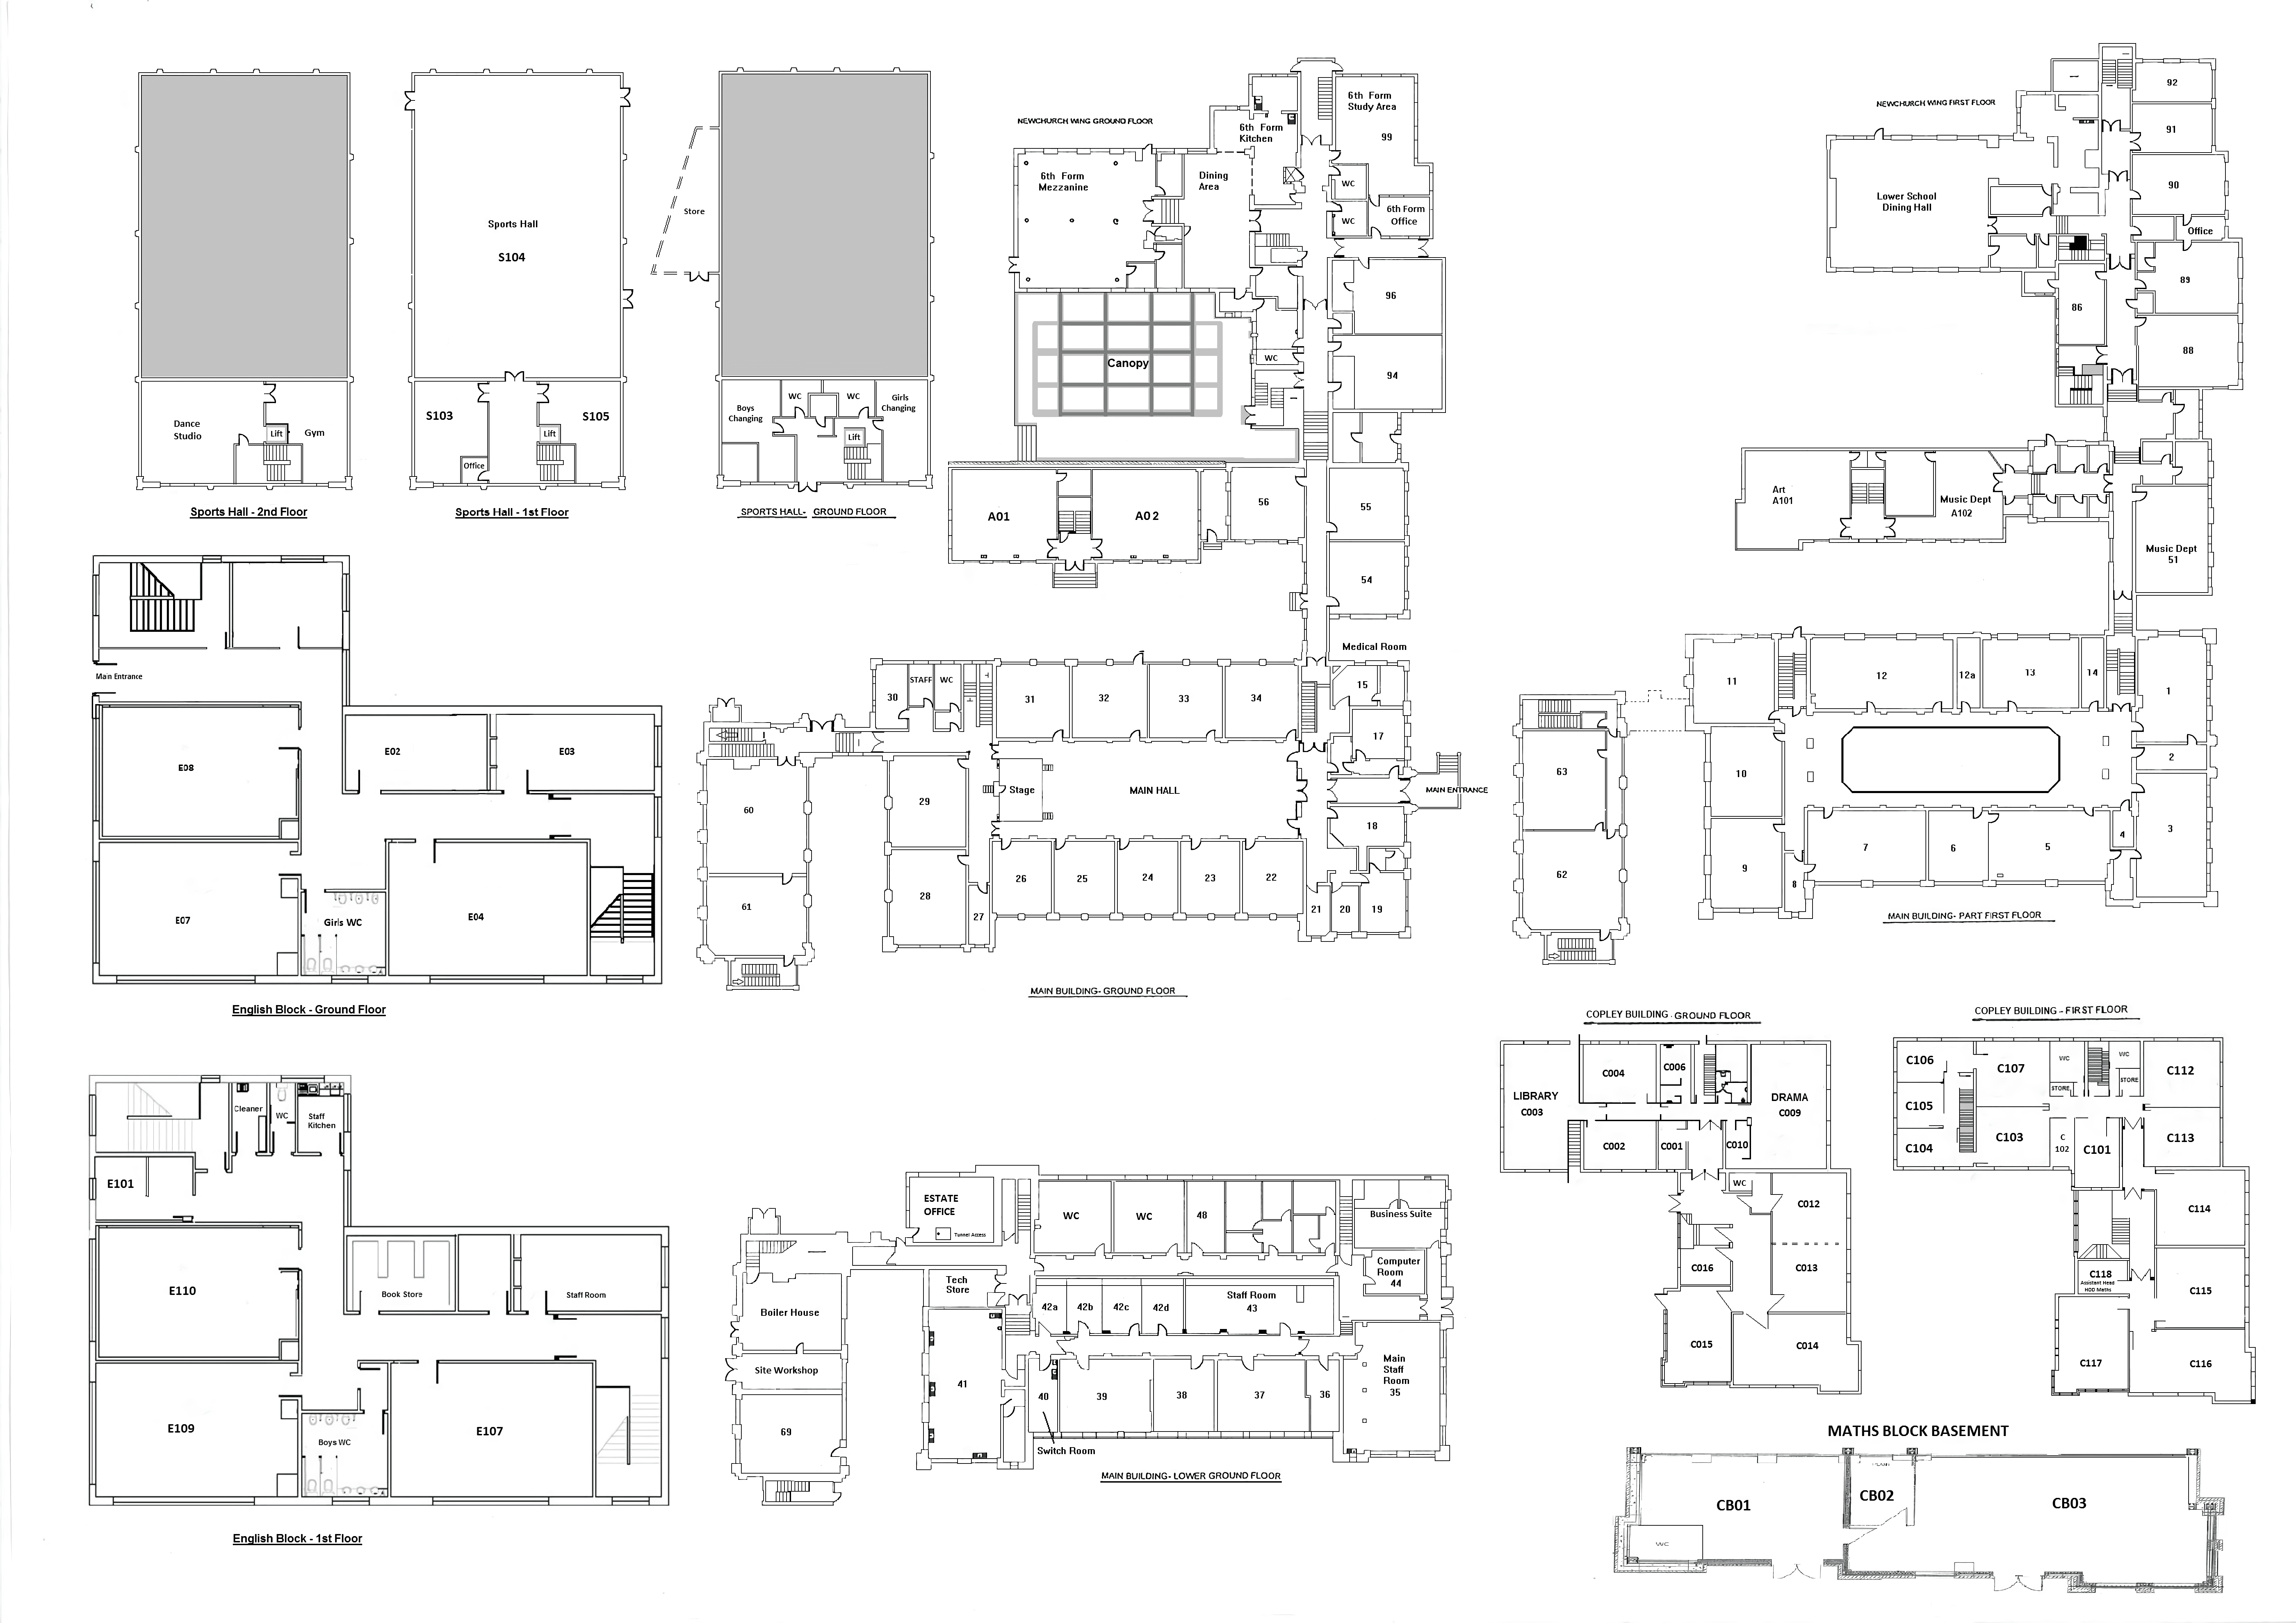 Dance
Studio
Lift
Gym
Sports Hall - 2nd Floor
Sports Hall
S104
S103
S105
Lift
Office
Sports Hall - 1st Floor
Store
Boys
Changing
WC
WC
Girls
Changing
Lift
SPORTS HALL- GROUND FLOOR
NEWCHURCH WING GROUND FLOOR
6th Form
Mezzanine
Dining
Area
6th Form
Kitchen
6th Form
Study Area
99
WC
WC
6th Form
Office
96
94
WC
Canopy
A01
A02
56
55
54
Medical Room
NEWCHURCH WING FIRST FLOOR
Lower School
Dining Hall
92
91
90
Office
89
88
86
Art
A101
Music Dept
A102
Music Dept
51
Main Entrance
E08
E02
E03
E07
Girls WC
E04
English Block - Ground Floor
30
STAFF
WC
31
32
33
34
15
17
60
61
29
28
27
Stage
MAIN HALL
MAIN ENTRANCE
18
26
25
24
23
22
21
20
19
MAIN BUILDING- GROUND FLOOR
11
12
12a
13
14
1
2
3
4
5
6
7
8
9
10
63
62
MAIN BUILDING- PART FIRST FLOOR
Cleaner
WC
Staff
Kitchen
E101
E110
Book Store
Staff Room
E109
Boys WC
E107
English Block - 1st Floor
ESTATE
OFFICE
Tunnel Access
WC
WC
48
Business Suite
Computer
Room
44
Tech
Store
42a
42b
42c
42d
Staff Room
43
Boiler House
Site Workshop
69
41
40
39
38
37
36
Main
Staff
Room
35
Switch Room
MAIN BUILDING- LOWER GROUND FLOOR
COPLEY BUILDING - GROUND FLOOR
LIBRARY
C003
C004
C006
DRAMA
C009
C002
C001
C010
WC
C012
C013
C016
C015
C014
COPLEY BUILDING - FIRST FLOOR
C106
C107
WC
WC
STORE
STORE
C112
C105
C104
C103
C
102
C101
C113
C114
C118
Assistant Head
HOD Maths
C115
C117
C116
MATHS BLOCK BASEMENT
CB01
CB02
CB03
WC